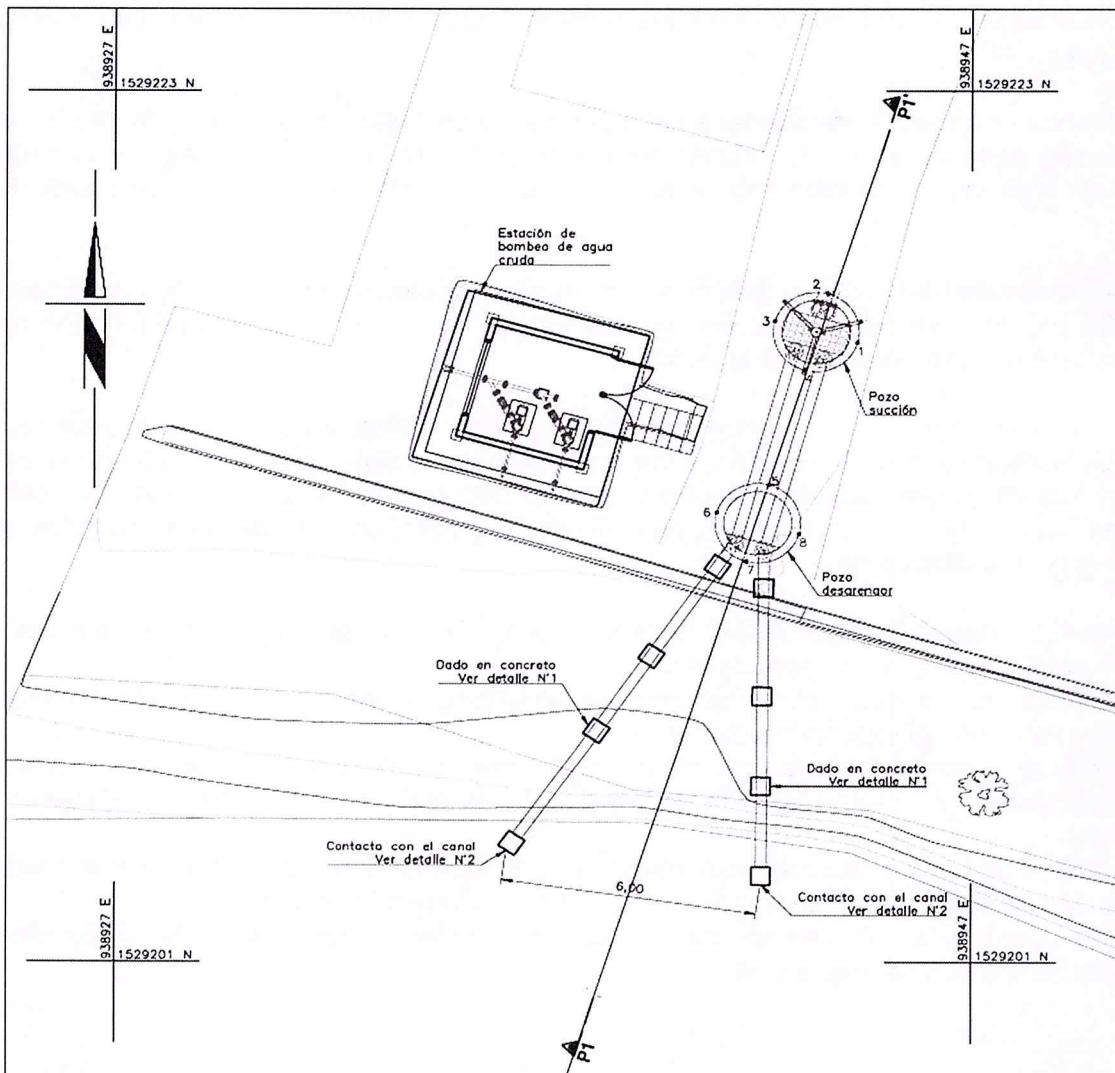 938927 E
1529223 N
938947 E
1529223 N
P1'
Estación de
bombeo de agua
cruda
2
3
1
Pozo
succión
5
6
8
7
Pozo
desarenaor
Dado en concreto
Ver detalle N°1
Dado en concreto
Ver detalle N°1
Contacto con el canal
Ver detalle N°2
6,00
Contacto con el canal
Ver detalle N°2
938927 E
1529201 N
938947 E
1529201 N
P1